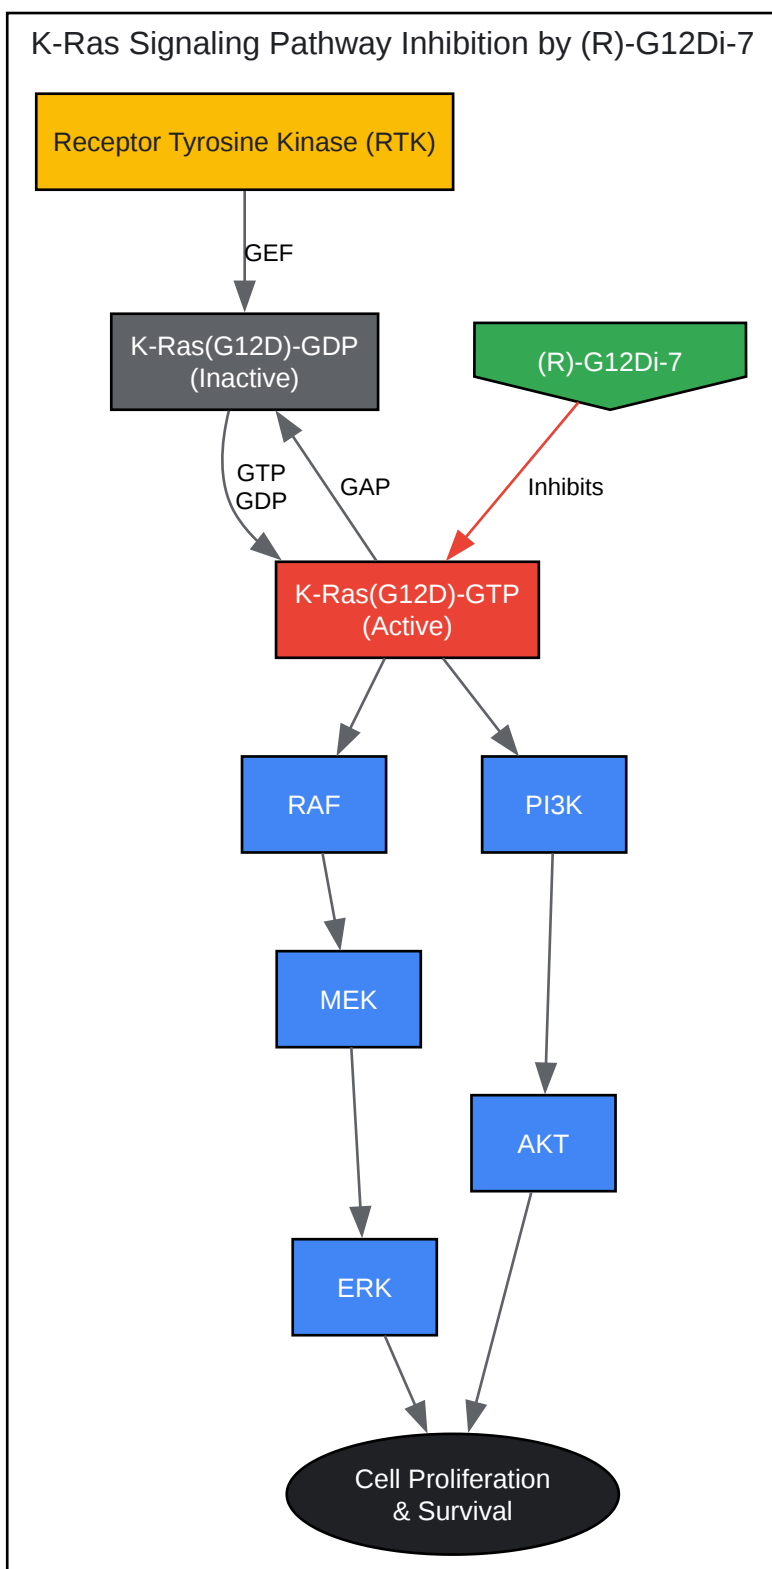 K-Ras Signaling Pathway Inhibition by (R)-G12Di-7
Receptor Tyrosine Kinase (RTK)
GEF
K-Ras(G12D)-GDP
(Inactive)
(R)-G12Di-7
GTP
GDP
GAP
Inhibits
K-Ras(G12D)-GTP
(Active)
RAF
PI3K
MEK
AKT
ERK
Cell Proliferation
& Survival